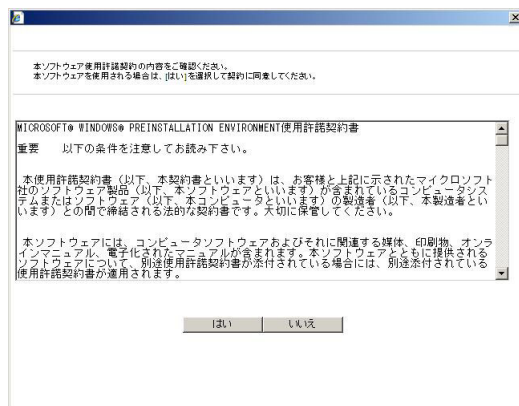 本ソフトウェア使用許諾契約の内容をご確認ください。
本ソフトウェアを使用される場合は、[はい]を選択して契約に同意してください。
MICROSOFT® WINDOWS® PREINSTALLATION ENVIRONMENT使用許諾契約書
重要　以下の条件を注意してお読み下さい。
本使用許諾契約書（以下、本契約書といいます）は、お客様と上記に示されたマイクロソフト
社のソフトウェア製品（以下、本ソフトウェアといいます）が含まれているコンピュータシス
テムまたはソフトウェア（以下、本コンピュータといいます）の製造者（以下、本製造者とい
います）との間で締結される法的な契約書です。大切に保管してください。
本ソフトウェアには、コンピュータソフトウェアおよびそれに関連する媒体、印刷物、オンラ
インマニュアル、電子化されたマニュアルが含まれます。本ソフトウェアとともに提供される
ソフトウェアについて、別途使用許諾契約書が添付されている場合には、別途添付されている
使用許諾契約書が適用されます。
はい
いいえ